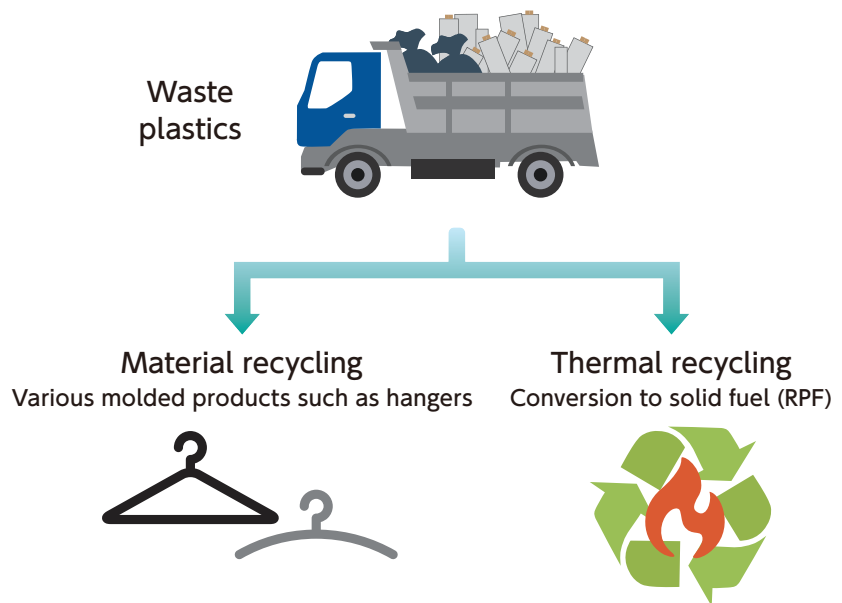 Waste
plastics
Material recycling
Various molded products such as hangers
Thermal recycling
Conversion to solid fuel (RPF)